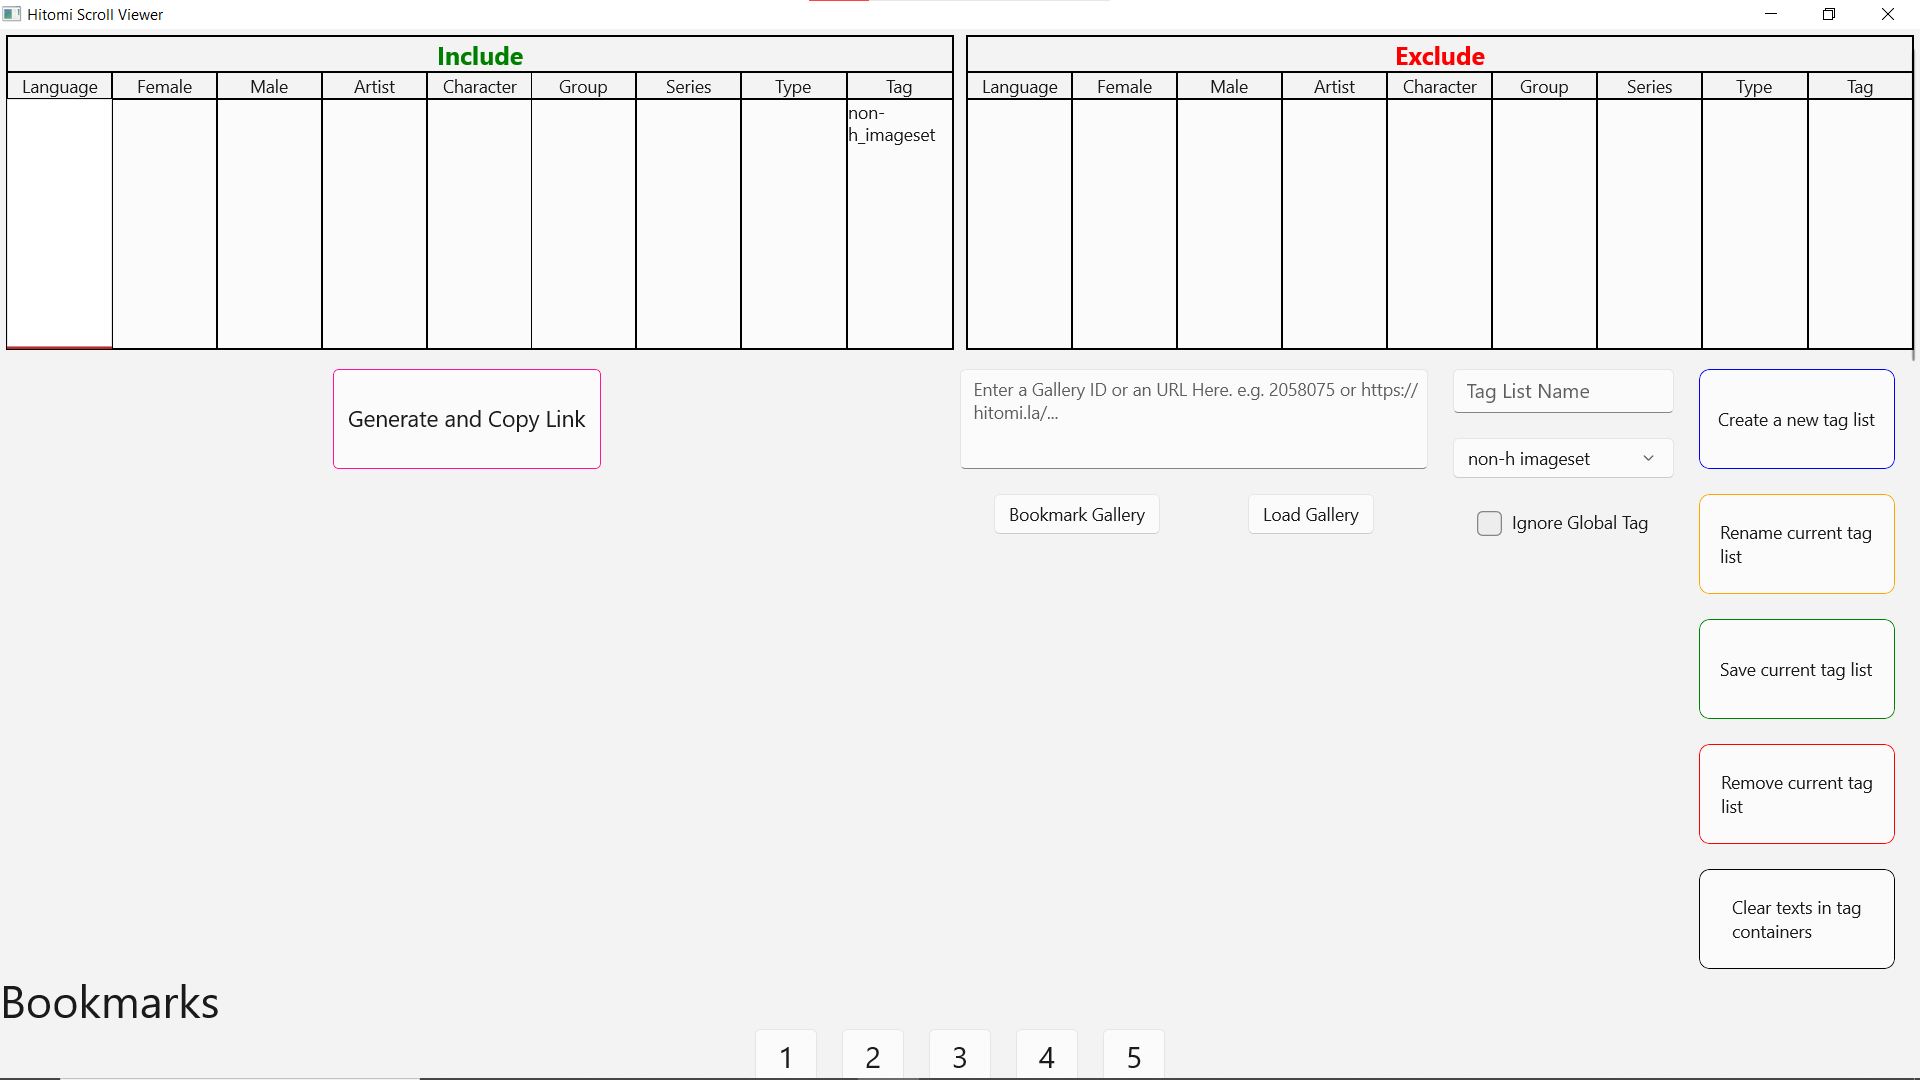 Hitomi Scroll Viewer
Include
Language Female Male Artist Character Group Series Type Tag
non-
h_imageset
Exclude
Language Female Male Artist Character Group Series Type Tag
Generate and Copy Link
Enter a Gallery ID or an URL Here. e.g. 2058075 or https://
hitomi.la/...
Bookmark Gallery
Load Gallery
Tag List Name
non-h imageset
Ignore Global Tag
Create a new tag list
Rename current tag
list
Save current tag list
Remove current tag
list
Clear texts in tag
containers
Bookmarks
1 2 3 4 5